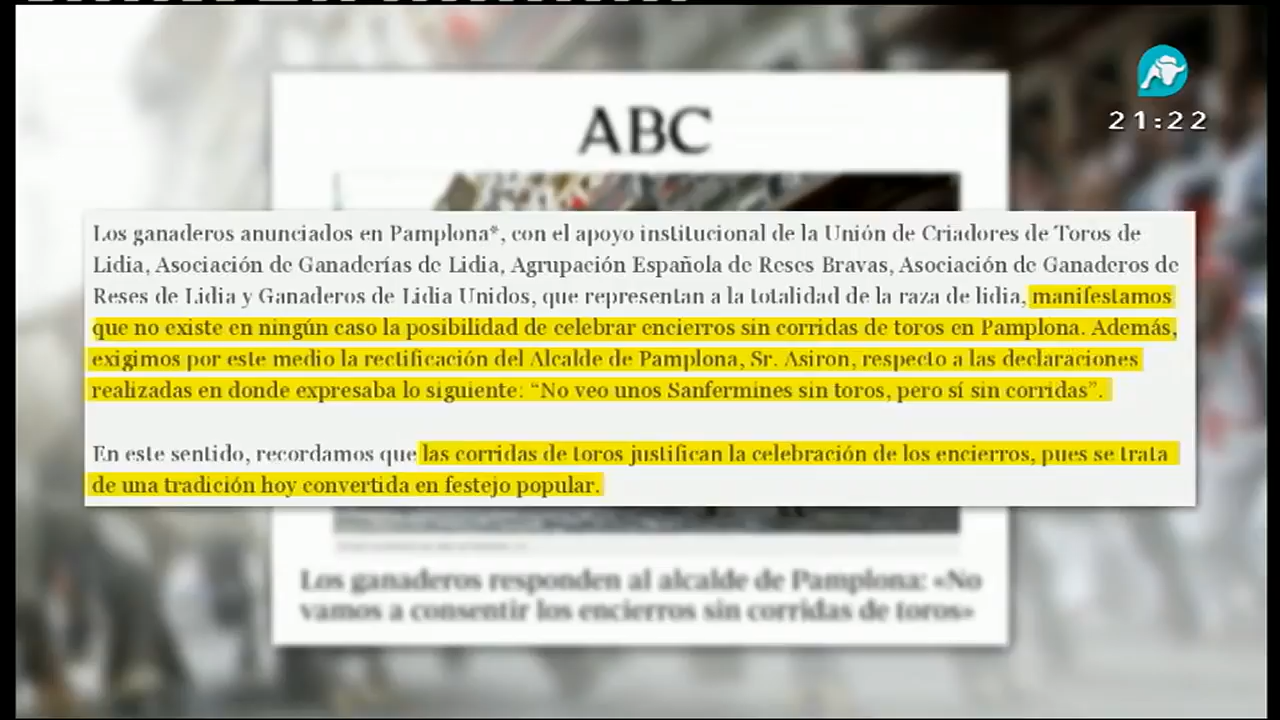 21:22
ABC
Los ganaderos anunciados en Pamplona*, con el apoyo institucional de la Unión de Criadores de Toros de
Lidia, Asociación de Ganaderías de Lidia, Agrupación Española de Reses Bravas, Asociación de Ganaderos de
Reses de Lidia y Ganaderos de Lidia Unidos, que representan a la totalidad de la raza de lidia, manifestamos
que no existe en ningún caso la posibilidad de celebrar encierros sin corridas de toros en Pamplona. Además,
exigimos por este medio la rectificación del Alcalde de Pamplona, Sr. Asiron, respecto a las declaraciones
realizadas en donde expresaba lo siguiente: “No veo unos Sanfermines sin toros, pero sí sin corridas”.
En este sentido, recordamos que las corridas de toros justifican la celebración de los encierros, pues se trata
de una tradición hoy convertida en festejo popular.
Los ganaderos responden al alcalde de Pamplona: «No
vamos a consentir los encierros sin corridas de toros»